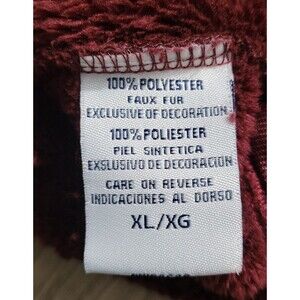 100% POLYESTER
FAUX FUR
EXCLUSIVE OF DECORATION
100% POLIESTER
PIEL SINTETICA
EXSLUSIVO DE DECORACIÓN
CARE ON REVERSE
INDICACIONES AL DORSO
XL/XG